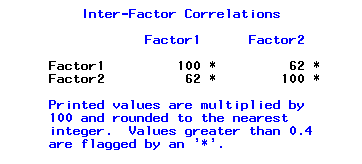 Inter-Factor Correlations
Factor1 Factor2
Factor1 100 * 62 *
Factor2 62 * 100 *
Printed values are multiplied by
100 and rounded to the nearest
integer. Values greater than 0.4
are flagged by an '*'.